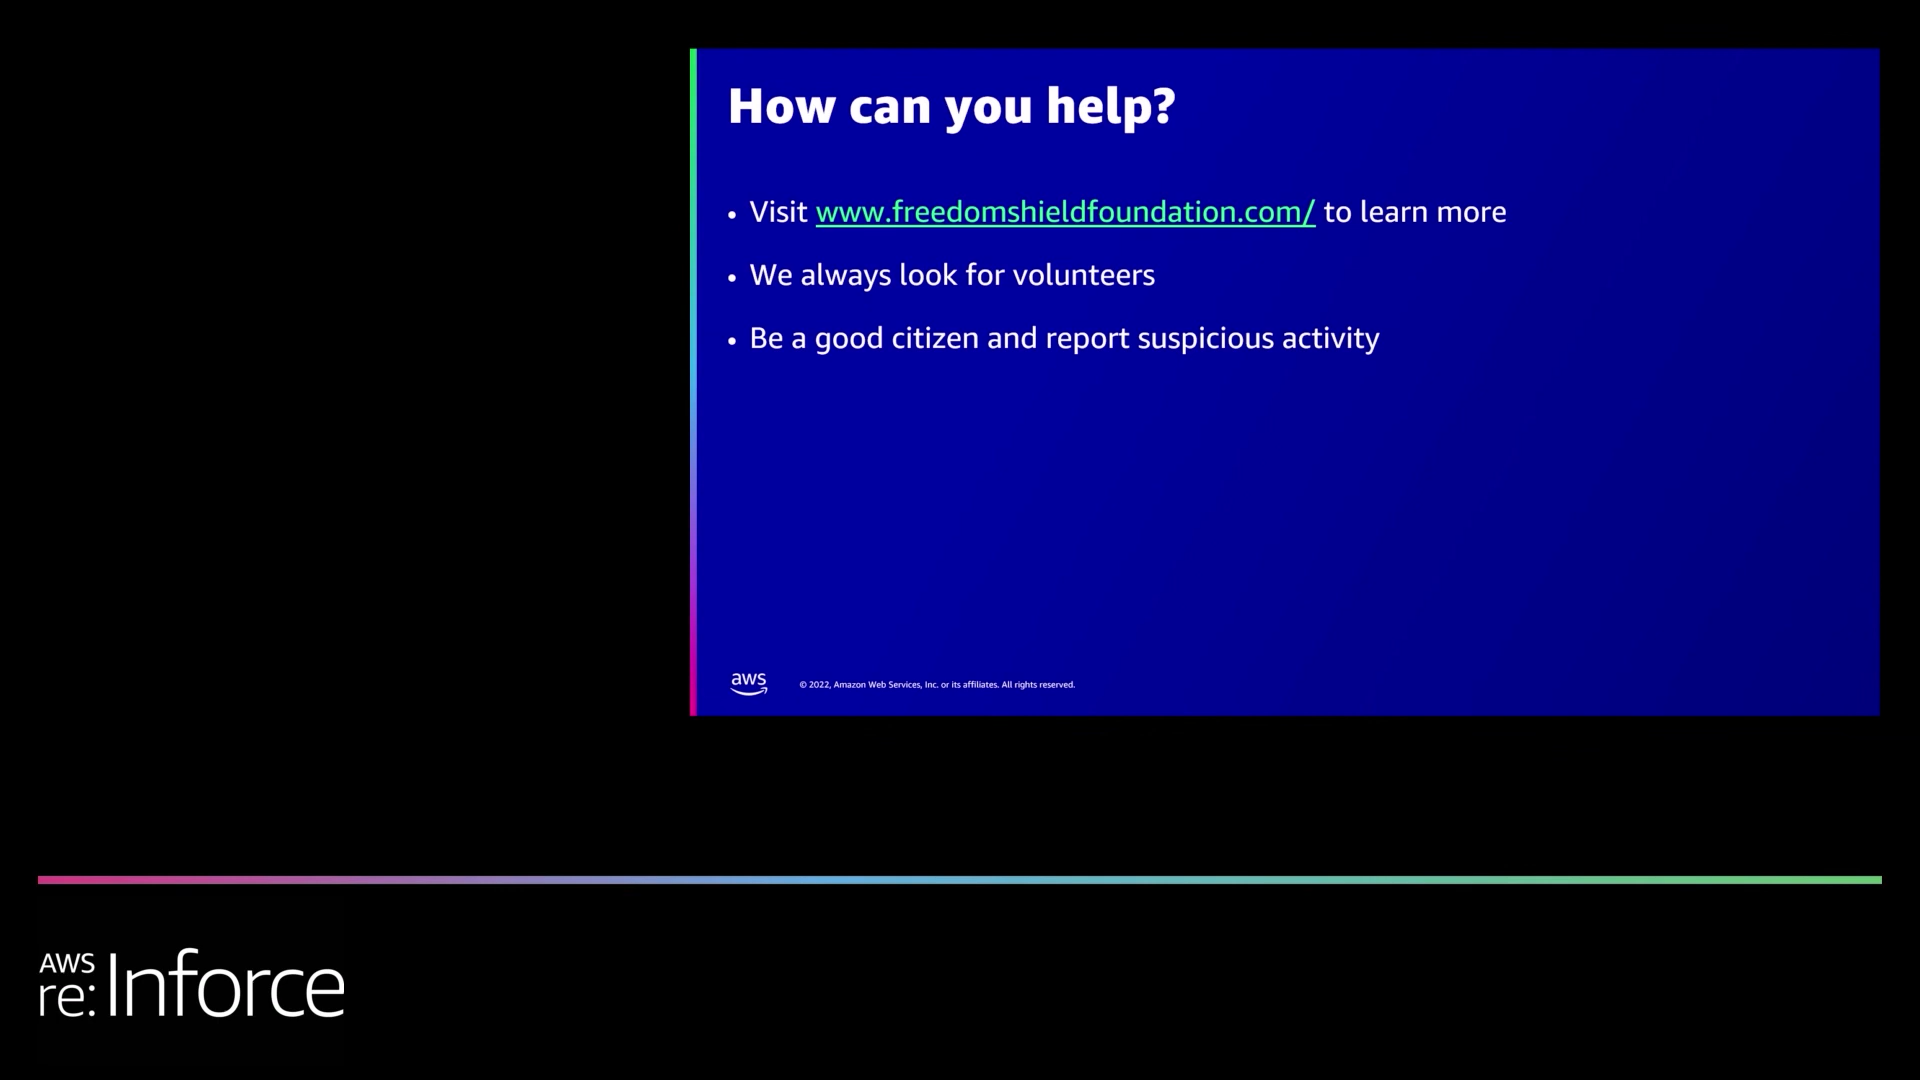 How can you help?
• Visit www.freedomshieldfoundation.com/ to learn more
• We always look for volunteers
• Be a good citizen and report suspicious activity
aws
© 2022, Amazon Web Services, Inc. or its affiliates. All rights reserved.
AWS
re:Inforce